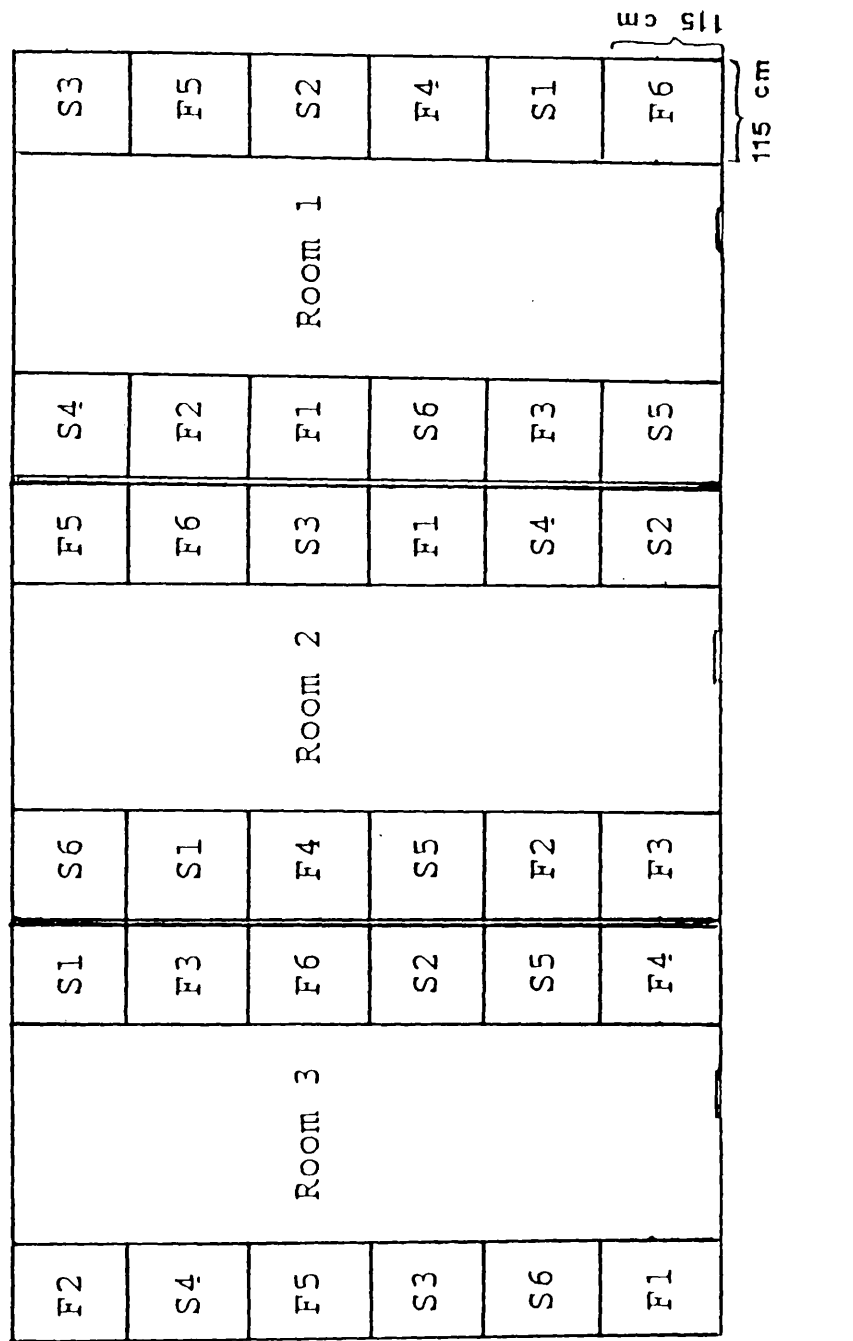 F2 S1 S6 F5 S4 S3
S4 F3 S1 F6 F2 F5
F5 Room 3 F6 F4 Room 2 S3 F1 Room 1 S2
S3 S2 S5 F1 S6 F4
S6 S5 F2 S4 F3 S1
F1 F4 F3 S2 S5 F6
115 cm
115 cm